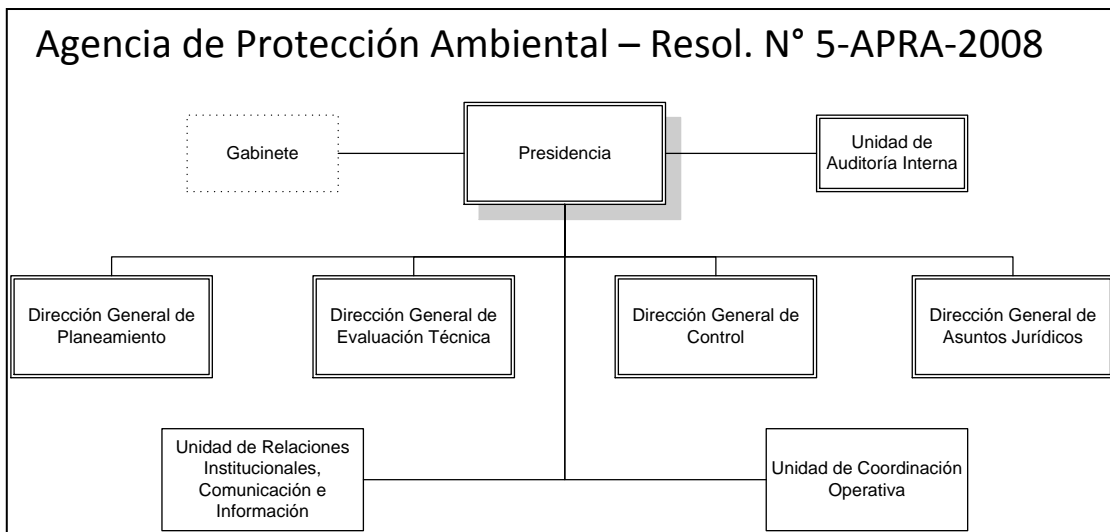 Agencia de Protección Ambiental – Resol. N° 5-APRA-2008
Gabinete
Presidencia
Unidad de
Auditoría Interna
Dirección General de
Planeamiento
Dirección General de
Evaluación Técnica
Dirección General de
Control
Dirección General de
Asuntos Jurídicos
Unidad de Relaciones
Institucionales,
Comunicación e
Información
Unidad de Coordinación
Operativa